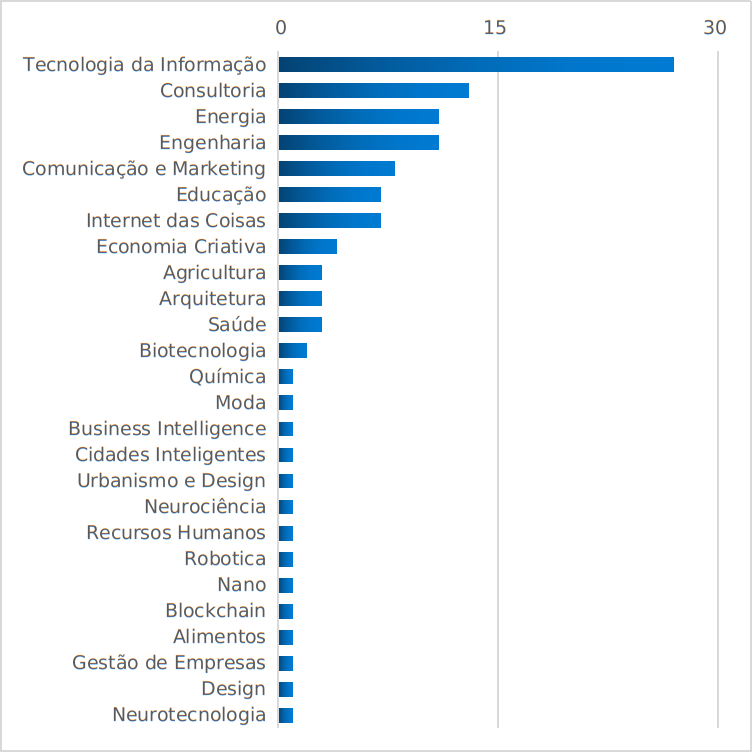 0 15 30
Tecnologia da Informação
Consultoria
Energia
Engenharia
Comunicação e Marketing
Educação
Internet das Coisas
Economia Criativa
Agricultura
Arquitetura
Saúde
Biotecnologia
Química
Moda
Business Intelligence
Cidades Inteligentes
Urbanismo e Design
Neurociência
Recursos Humanos
Robotica
Nano
Blockchain
Alimentos
Gestão de Empresas
Design
Neurotecnologia